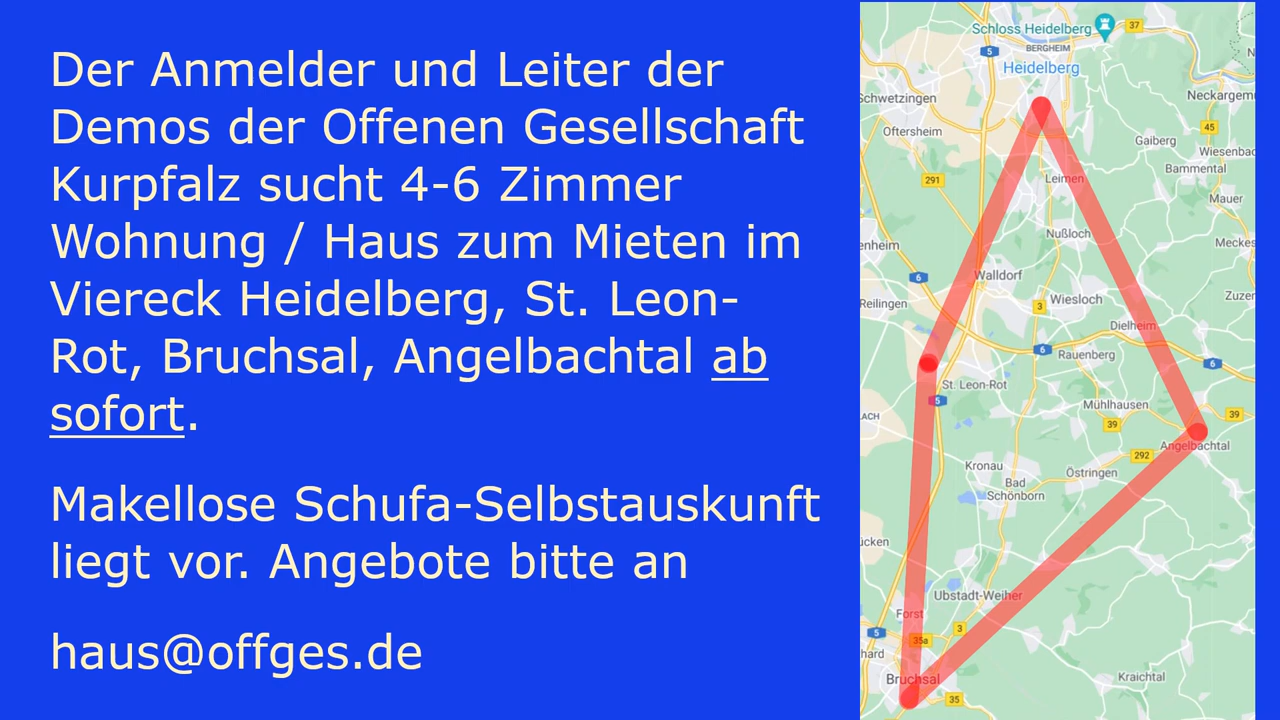 Der Anmelder und Leiter der
Demos der Offenen Gesellschaft
Kurpfalz sucht 4-6 Zimmer
Wohnung / Haus zum Mieten im
Viereck Heidelberg, St. Leon-
Rot, Bruchsal, Angelbachtal ab
sofort.
Makellose Schufa-Selbstauskunft
liegt vor. Angebote bitte an
haus@offges.de
Schloss Heidelberg
37
5
BERGHEIM
Heidelberg
Schwetzingen
Neckargem
Oftersheim
45
Gaiberg
Wiesenbac
Bammental
291
Leimen
Mauer
Nußloch
enheim
Meckes
6
Walldorf
Reilingen
3
Wiesloch
Zuzen
Dielheim
6
Rauenberg
6
St. Leon-Rot
5
Mühlhausen
LACH
39
39
Angelbachtal
292
Kronau
Östringen
Bad
Schönborn
ücken
Ubstadt-Weiher
Forst
5
3
35a
hard
Bruchsal
Kraichtal
35